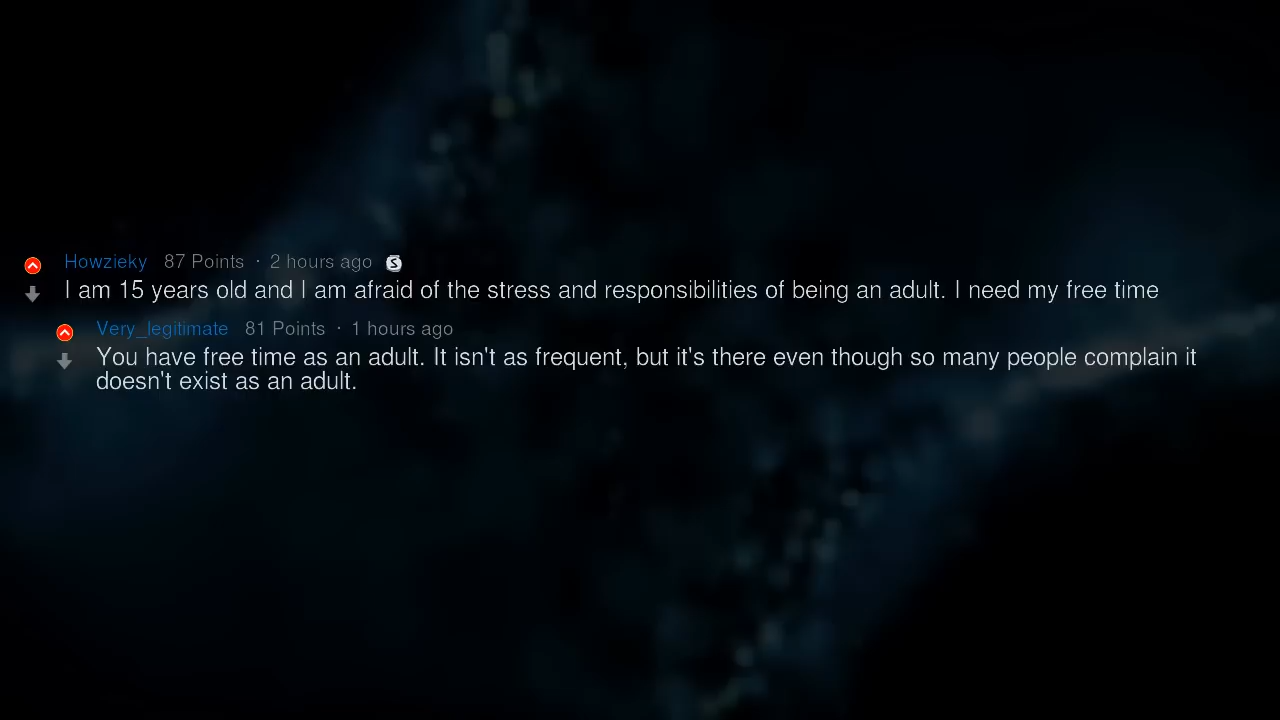 Howzieky 87 Points · 2 hours ago S
I am 15 years old and I am afraid of the stress and responsibilities of being an adult. I need my free time
Very_legitimate 81 Points · 1 hours ago
You have free time as an adult. It isn't as frequent, but it's there even though so many people complain it
doesn't exist as an adult.